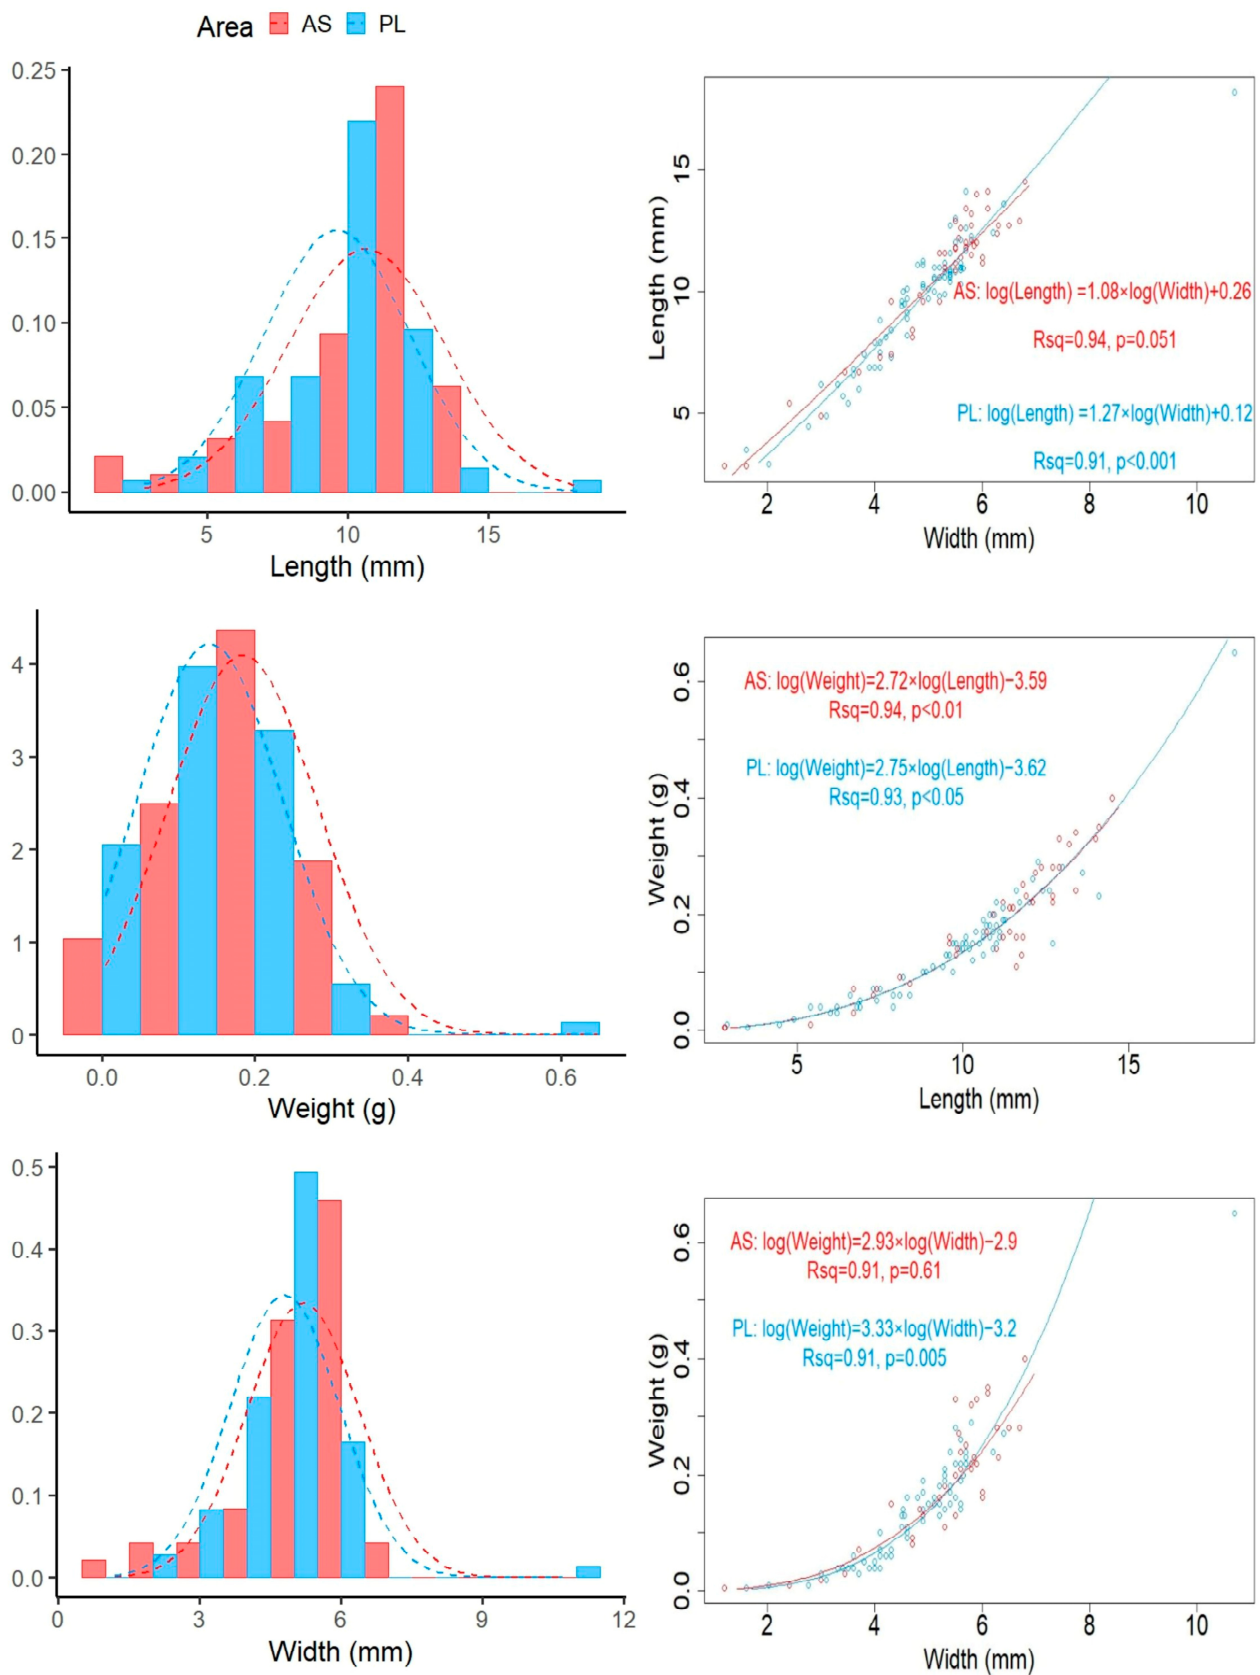 Area AS PL
0.25
0.20
0.15
0.10
0.05
0.00
5 10 15
Length (mm)
Length (mm)
15
10
5
AS: log(Length) =1.08×log(Width)+0.26
Rsq=0.94, p=0.051
PL: log(Length) =1.27×log(Width)+0.12
Rsq=0.91, p<0.001
2 4 6 8 10
Width (mm)
4
3
2
1
0
0.0 0.2 0.4 0.6
Weight (g)
Weight (g)
0.6
0.4
0.2
0.0
AS: log(Weight)=2.72×log(Length)−3.59
Rsq=0.94, p<0.01
PL: log(Weight)=2.75×log(Length)−3.62
Rsq=0.93, p<0.05
5 10 15
Length (mm)
0.5
0.4
0.3
0.2
0.1
0.0
0 3 6 9 12
Width (mm)
Weight (g)
0.6
0.4
0.2
0.0
AS: log(Weight)=2.93×log(Width)−2.9
Rsq=0.91, p=0.61
PL: log(Weight)=3.33×log(Width)−3.2
Rsq=0.91, p=0.005
2 4 6 8 10
Width (mm)